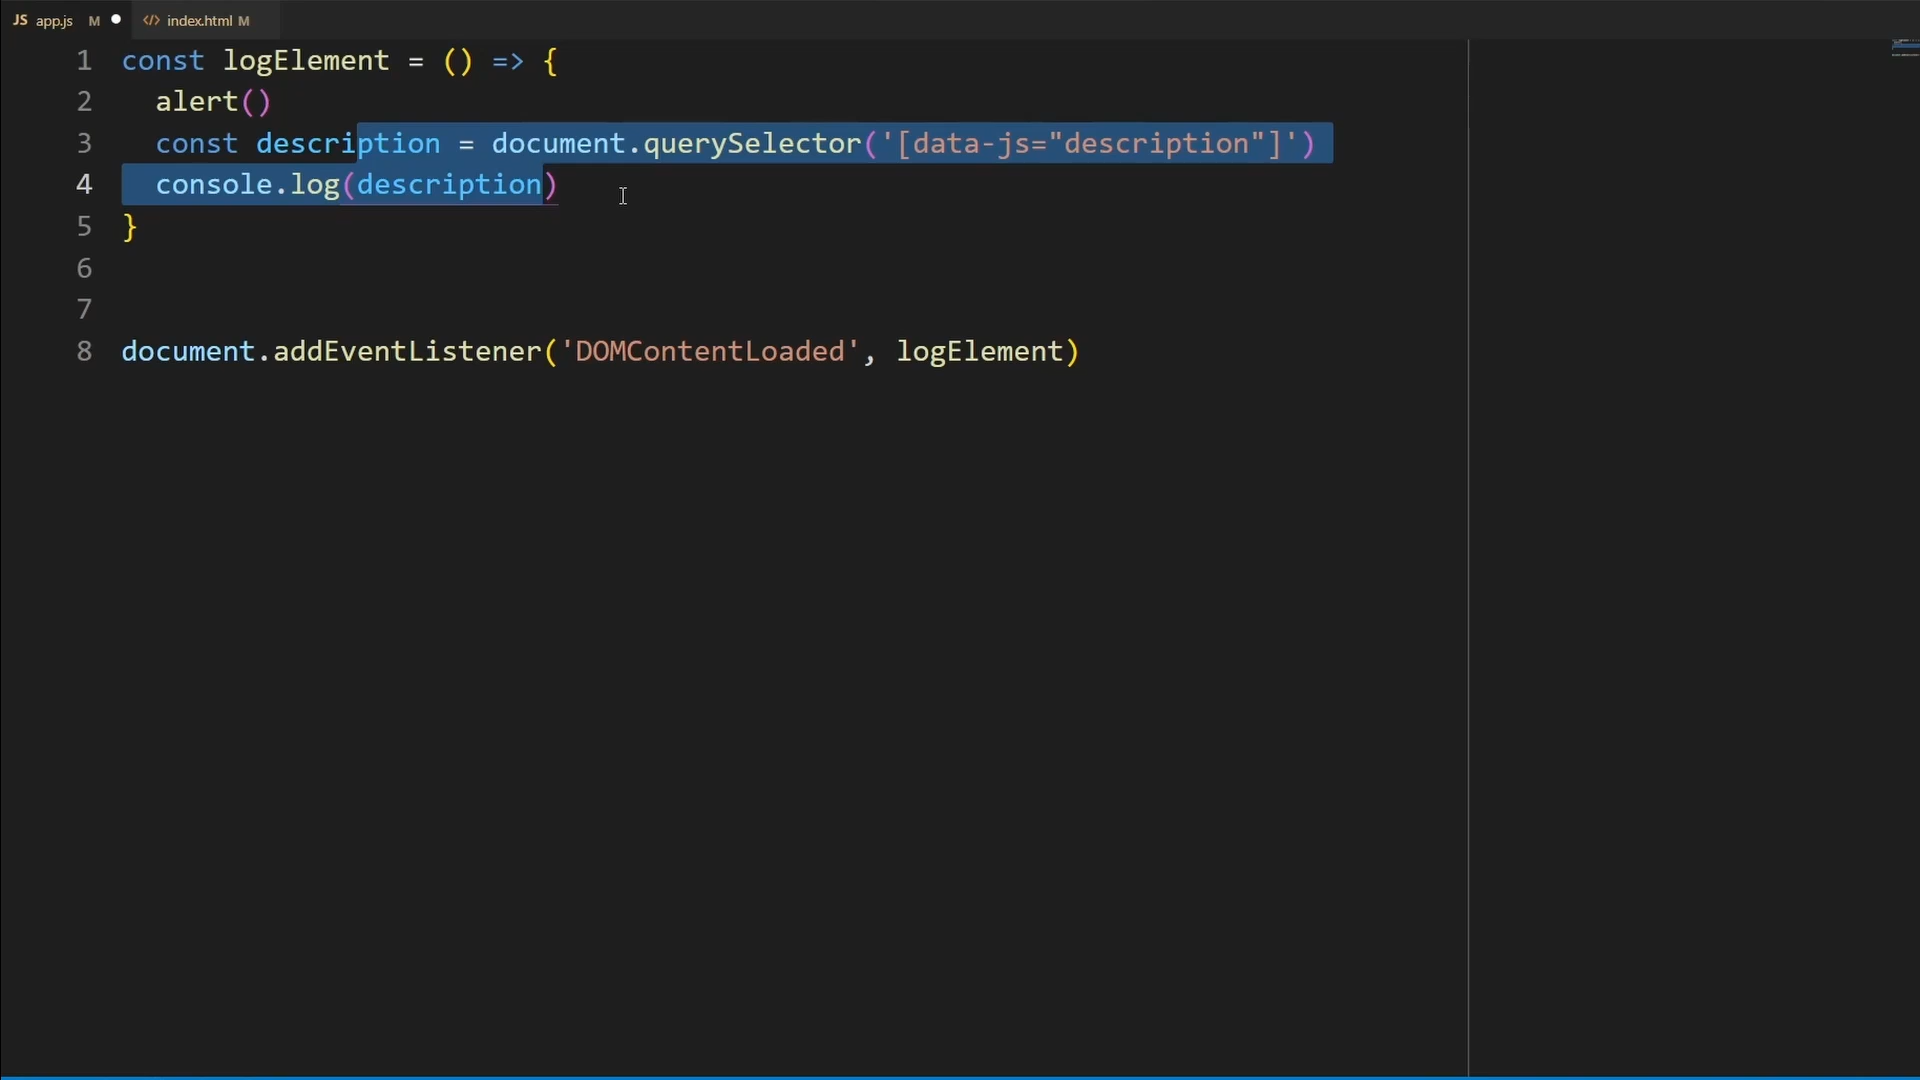 JS app.js M index.html M
1 const logElement = () => {
2 alert()
3 const description = document.querySelector('[data-js="description"]')
4 console.log(description)
5 }
6
7
8 document.addEventListener('DOMContentLoaded', logElement)